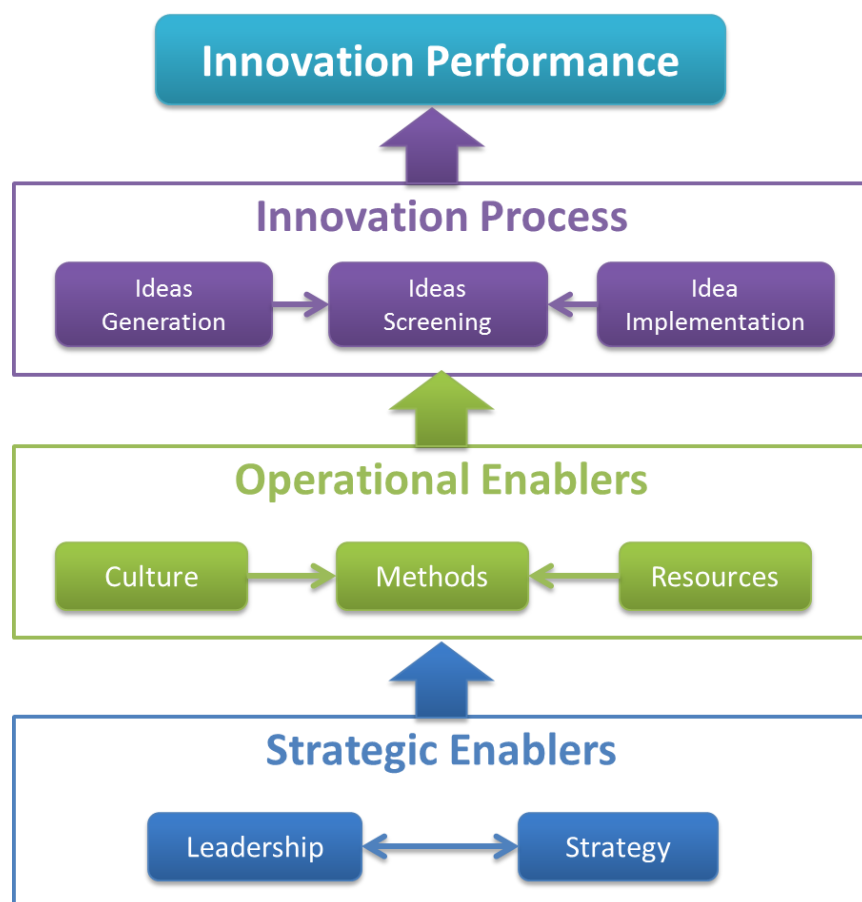 Innovation Performance
Innovation Process
Ideas
Generation
Ideas
Screening
Idea
Implementation
Operational Enablers
Culture
Methods
Resources
Strategic Enablers
Leadership
Strategy